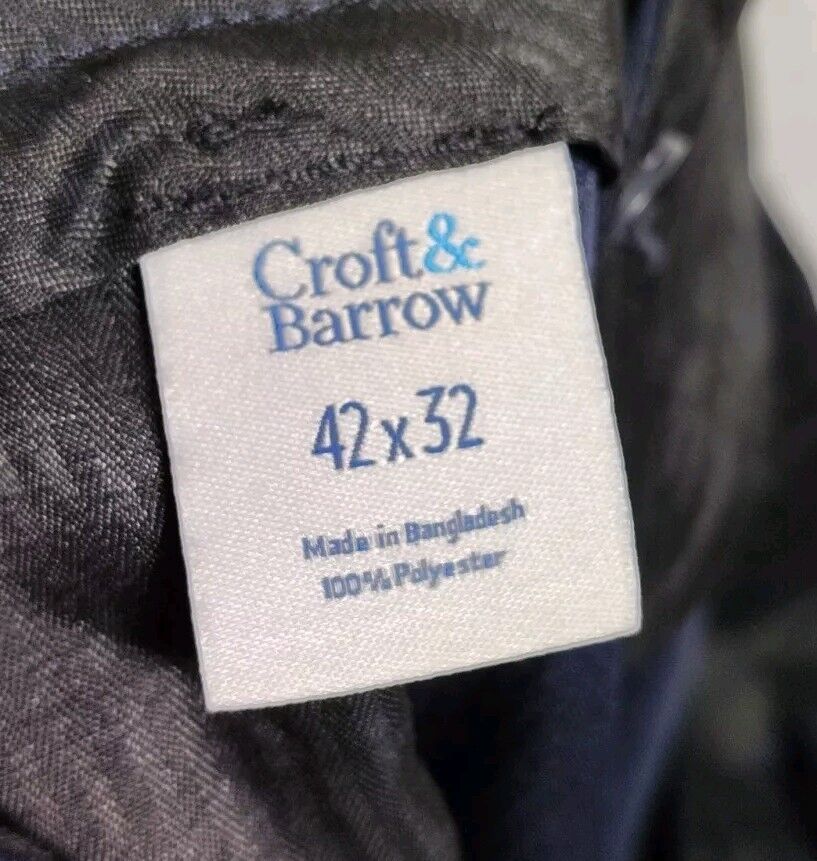 Croft&
Barrow
42x32
Made in Bangladesh
100% Polyester